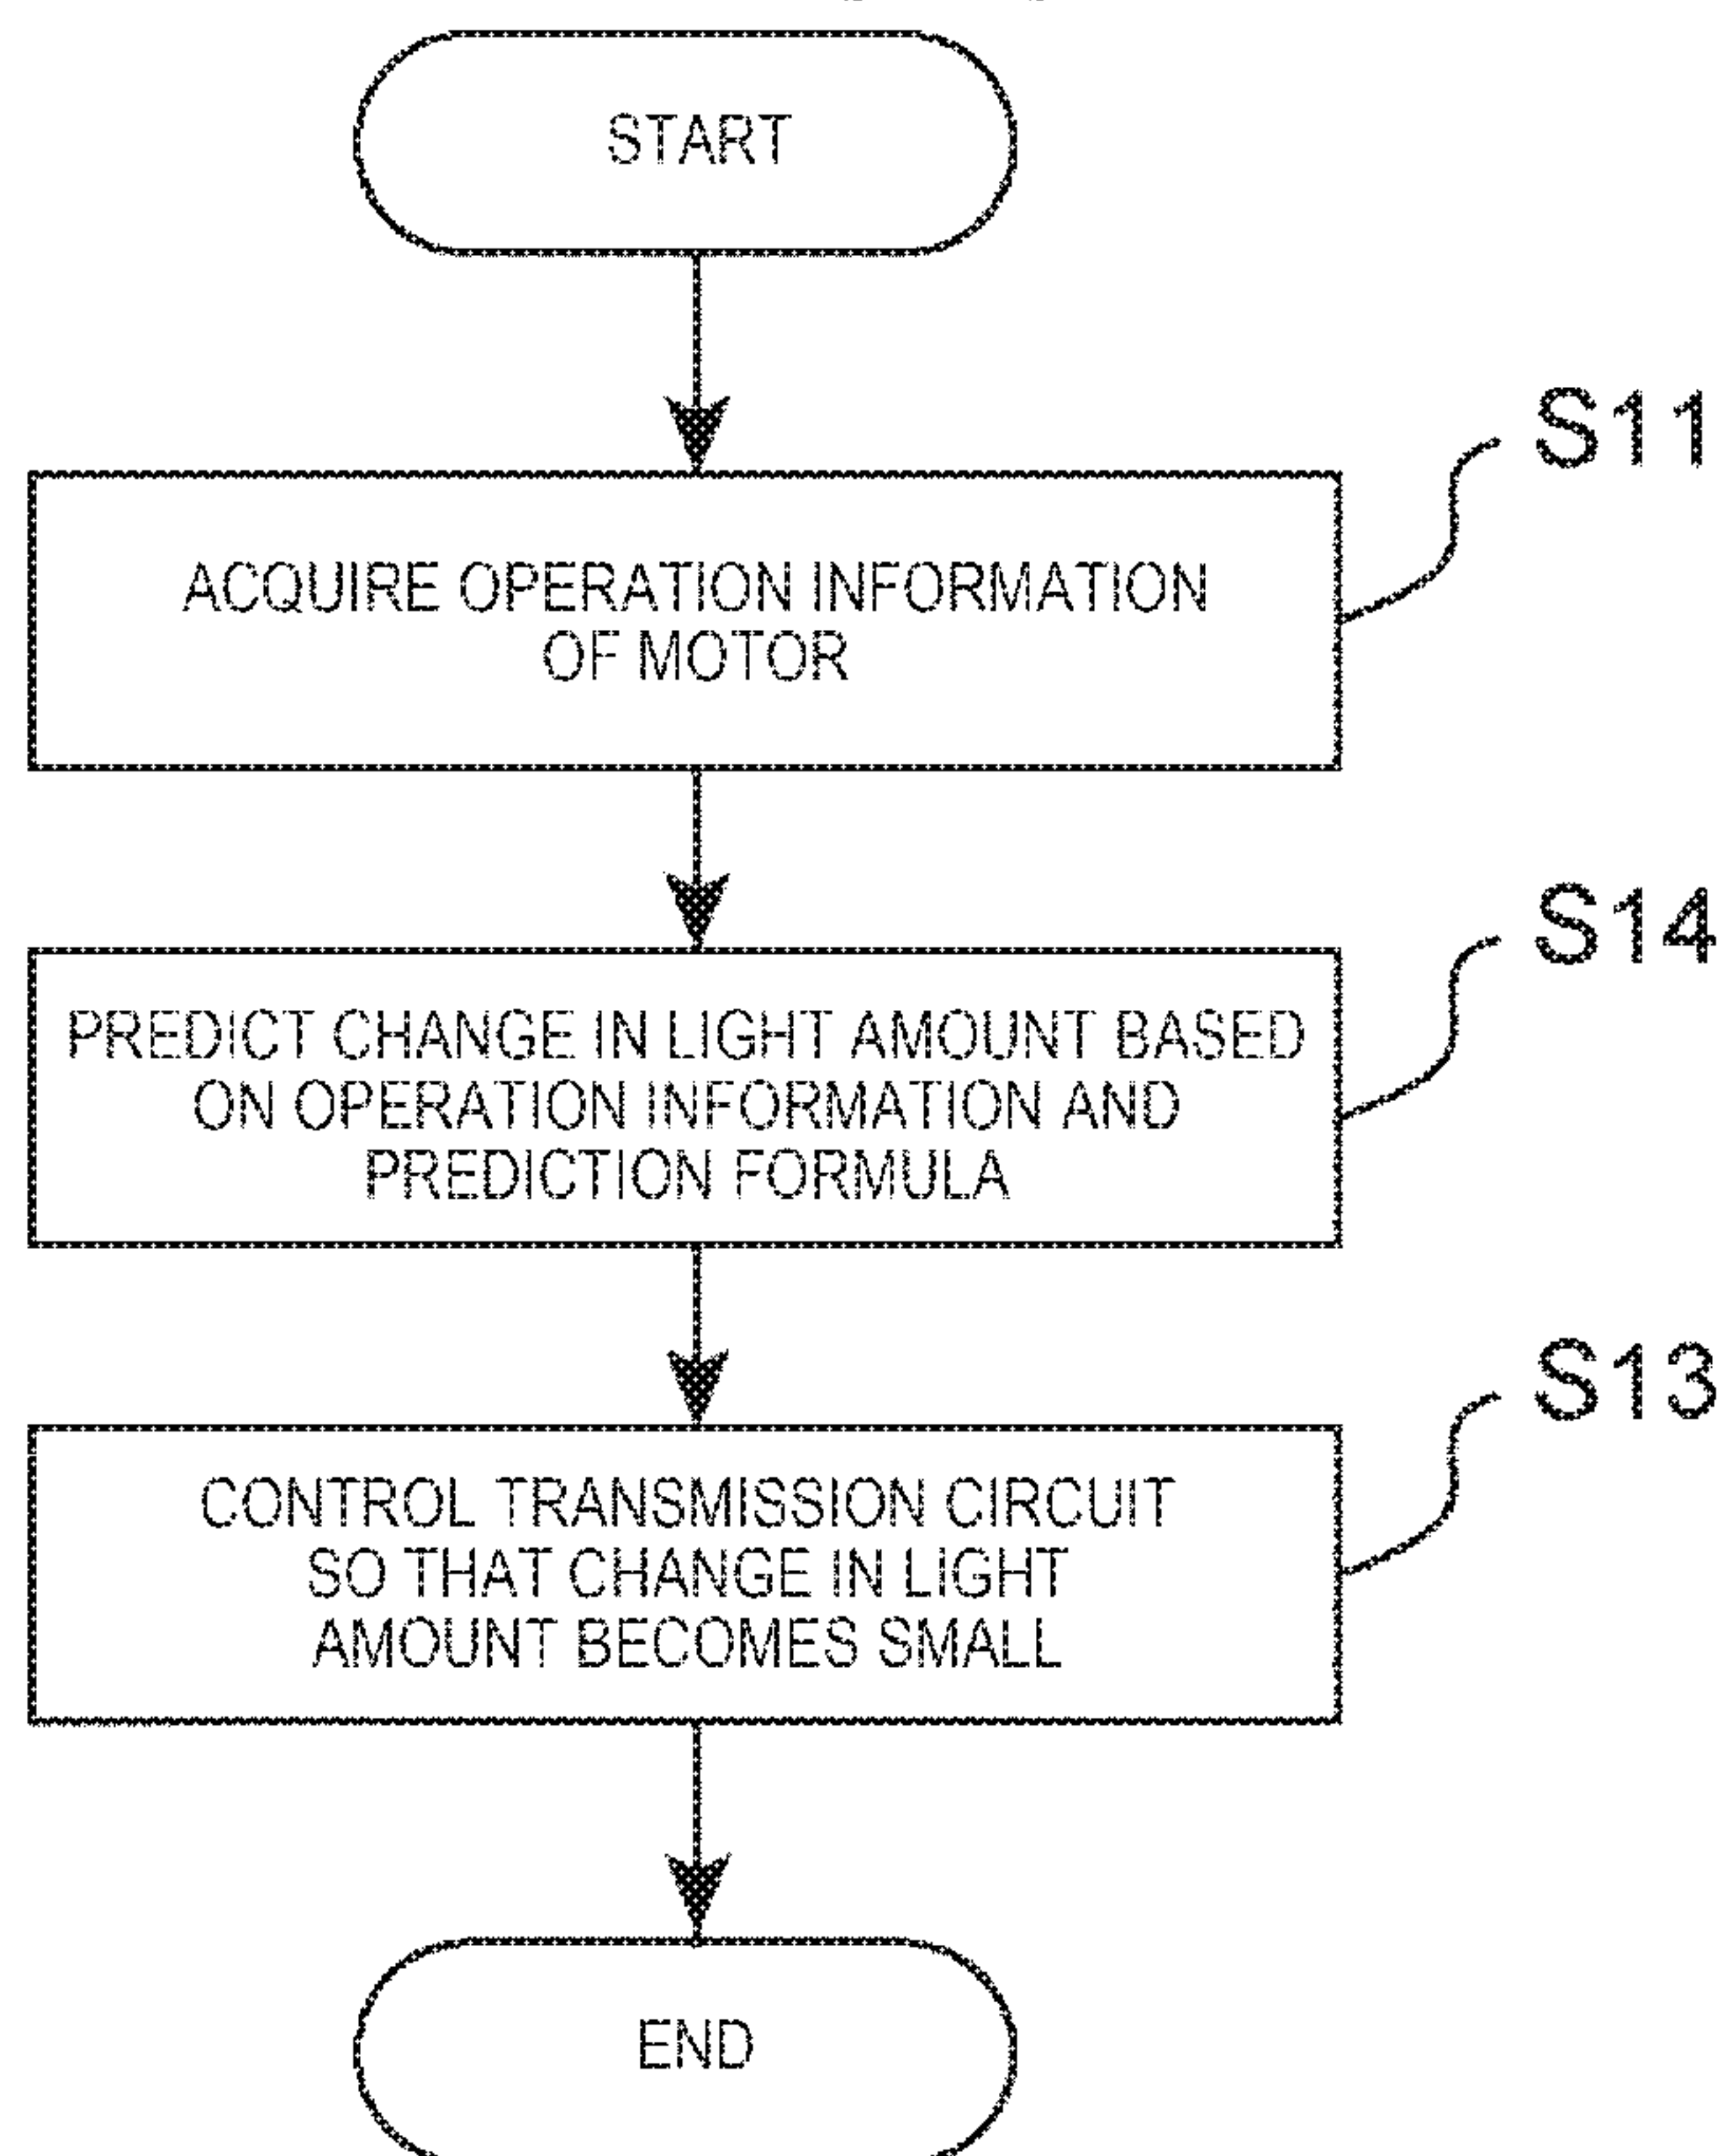 START
S11
ACQUIRE OPERATION INFORMATION
OF MOTOR
S14
PREDICT CHANGE IN LIGHT AMOUNT BASED
ON OPERATION INFORMATION AND
PREDICTION FORMULA
S13
CONTROL TRANSMISSION CIRCUIT
SO THAT CHANGE IN LIGHT
AMOUNT BECOMES SMALL
END